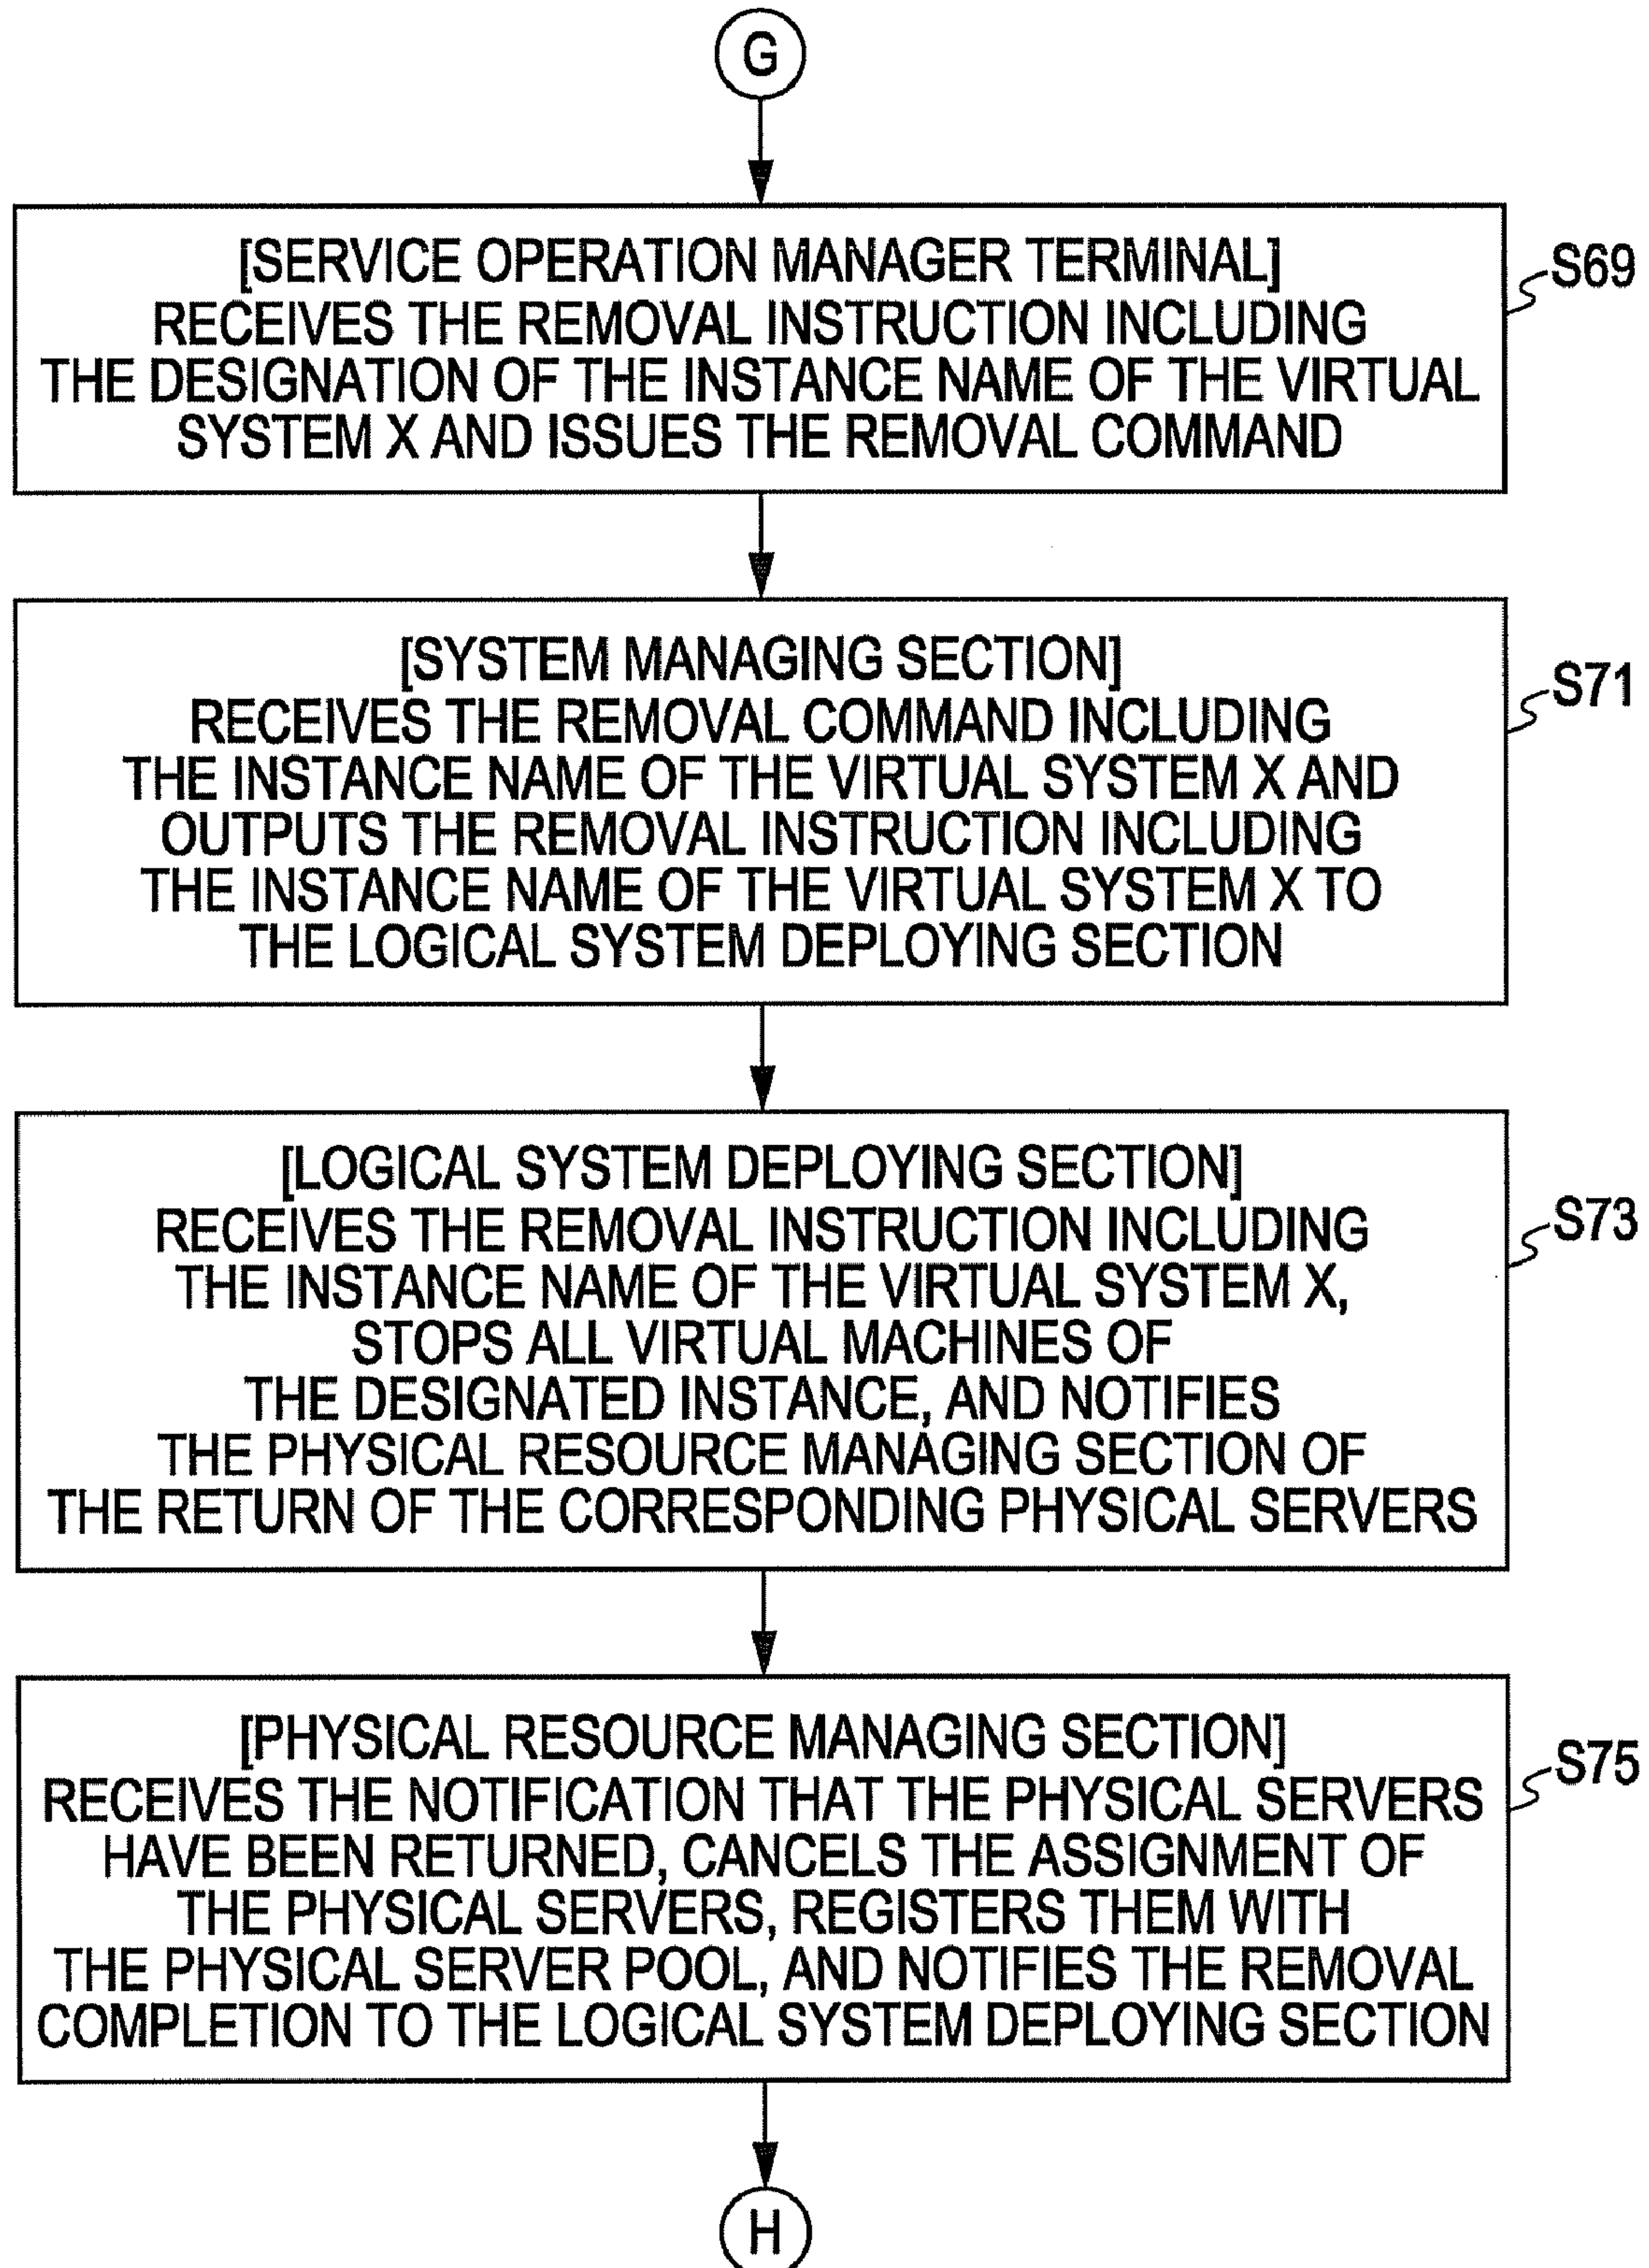 G
[SERVICE OPERATION MANAGER TERMINAL]
RECEIVES THE REMOVAL INSTRUCTION INCLUDING
THE DESIGNATION OF THE INSTANCE NAME OF THE VIRTUAL
SYSTEM X AND ISSUES THE REMOVAL COMMAND
S69
[SYSTEM MANAGING SECTION]
RECEIVES THE REMOVAL COMMAND INCLUDING
THE INSTANCE NAME OF THE VIRTUAL SYSTEM X AND
OUTPUTS THE REMOVAL INSTRUCTION INCLUDING
THE INSTANCE NAME OF THE VIRTUAL SYSTEM X TO
THE LOGICAL SYSTEM DEPLOYING SECTION
S71
[LOGICAL SYSTEM DEPLOYING SECTION]
RECEIVES THE REMOVAL INSTRUCTION INCLUDING
THE INSTANCE NAME OF THE VIRTUAL SYSTEM X,
STOPS ALL VIRTUAL MACHINES OF
THE DESIGNATED INSTANCE, AND NOTIFIES
THE PHYSICAL RESOURCE MANAGING SECTION OF
THE RETURN OF THE CORRESPONDING PHYSICAL SERVERS
S73
[PHYSICAL RESOURCE MANAGING SECTION]
RECEIVES THE NOTIFICATION THAT THE PHYSICAL SERVERS
HAVE BEEN RETURNED, CANCELS THE ASSIGNMENT OF
THE PHYSICAL SERVERS, REGISTERS THEM WITH
THE PHYSICAL SERVER POOL, AND NOTIFIES THE REMOVAL
COMPLETION TO THE LOGICAL SYSTEM DEPLOYING SECTION
S75
H